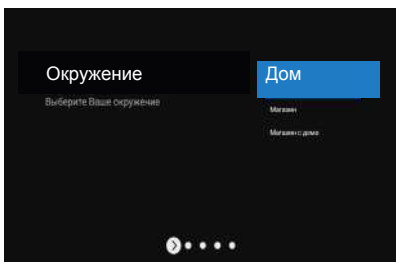 Окружение
Дом
Выберите Ваше окружение
Магазин
Магазин с демо